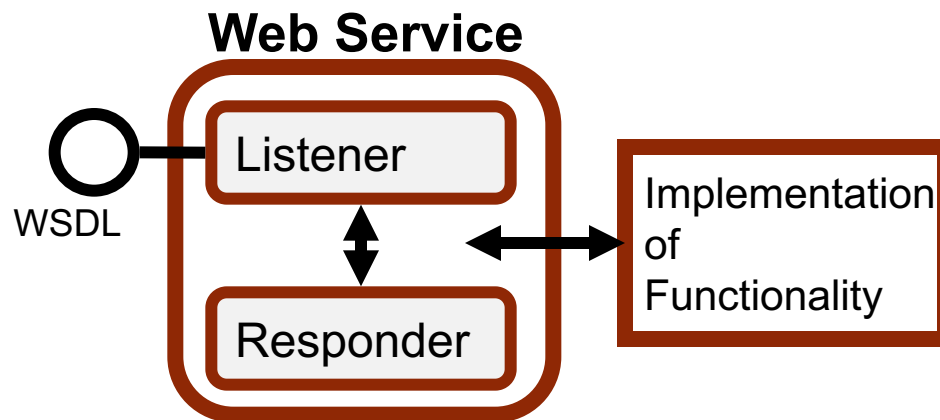 Web Service
Listener
WSDL
Implementation
of
Functionality
Responder